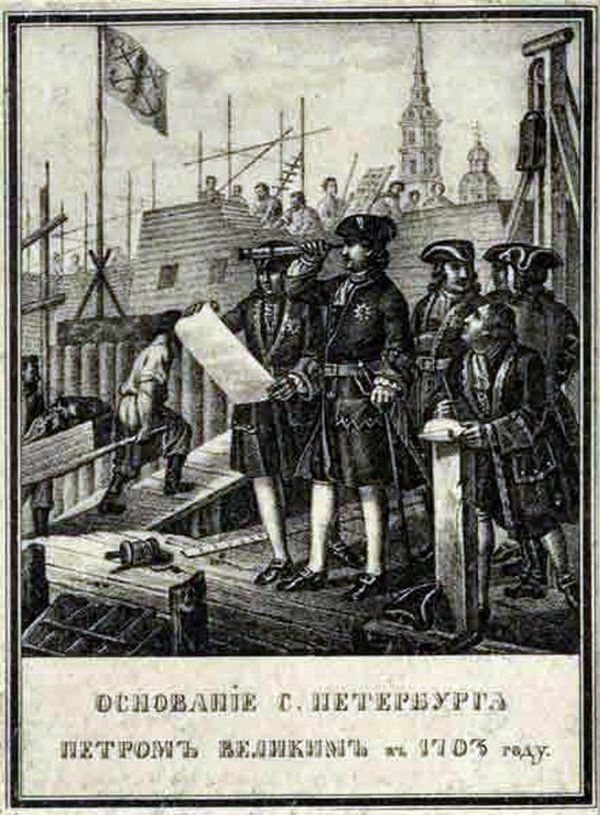 ОСНОВАНІЕ С. ПЕТЕРБУРГА
ПЕТРОМЪ ВЕЛИКИМЪ въ 1703 году.